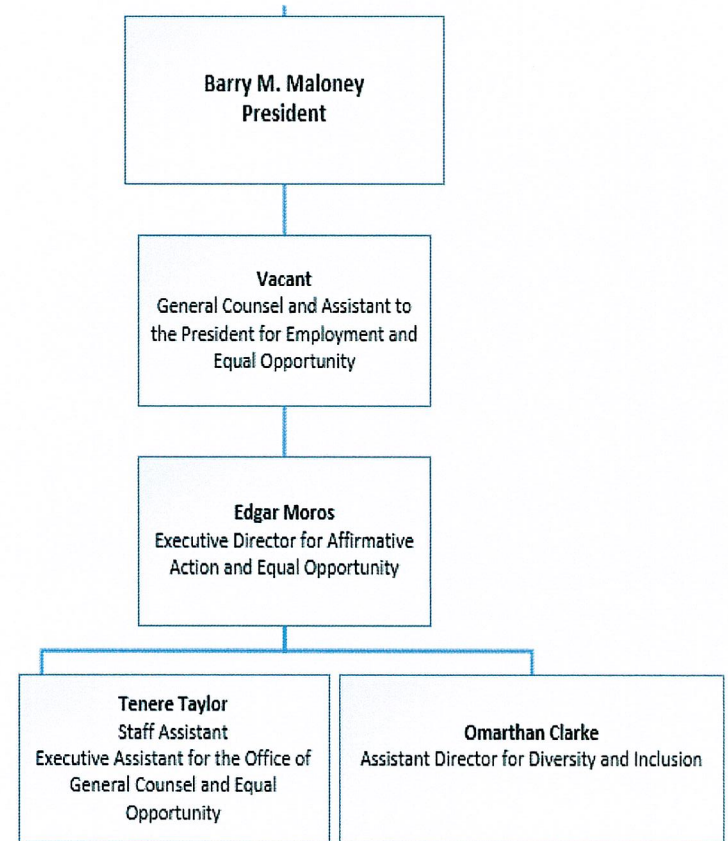 Barry M. Maloney
President
Vacant
General Counsel and Assistant to
the President for Employment and
Equal Opportunity
Edgar Moros
Executive Director for Affirmative
Action and Equal Opportunity
Tenere Taylor
Staff Assistant
Executive Assistant for the Office of
General Counsel and Equal
Opportunity
Omarthan Clarke
Assistant Director for Diversity and Inclusion